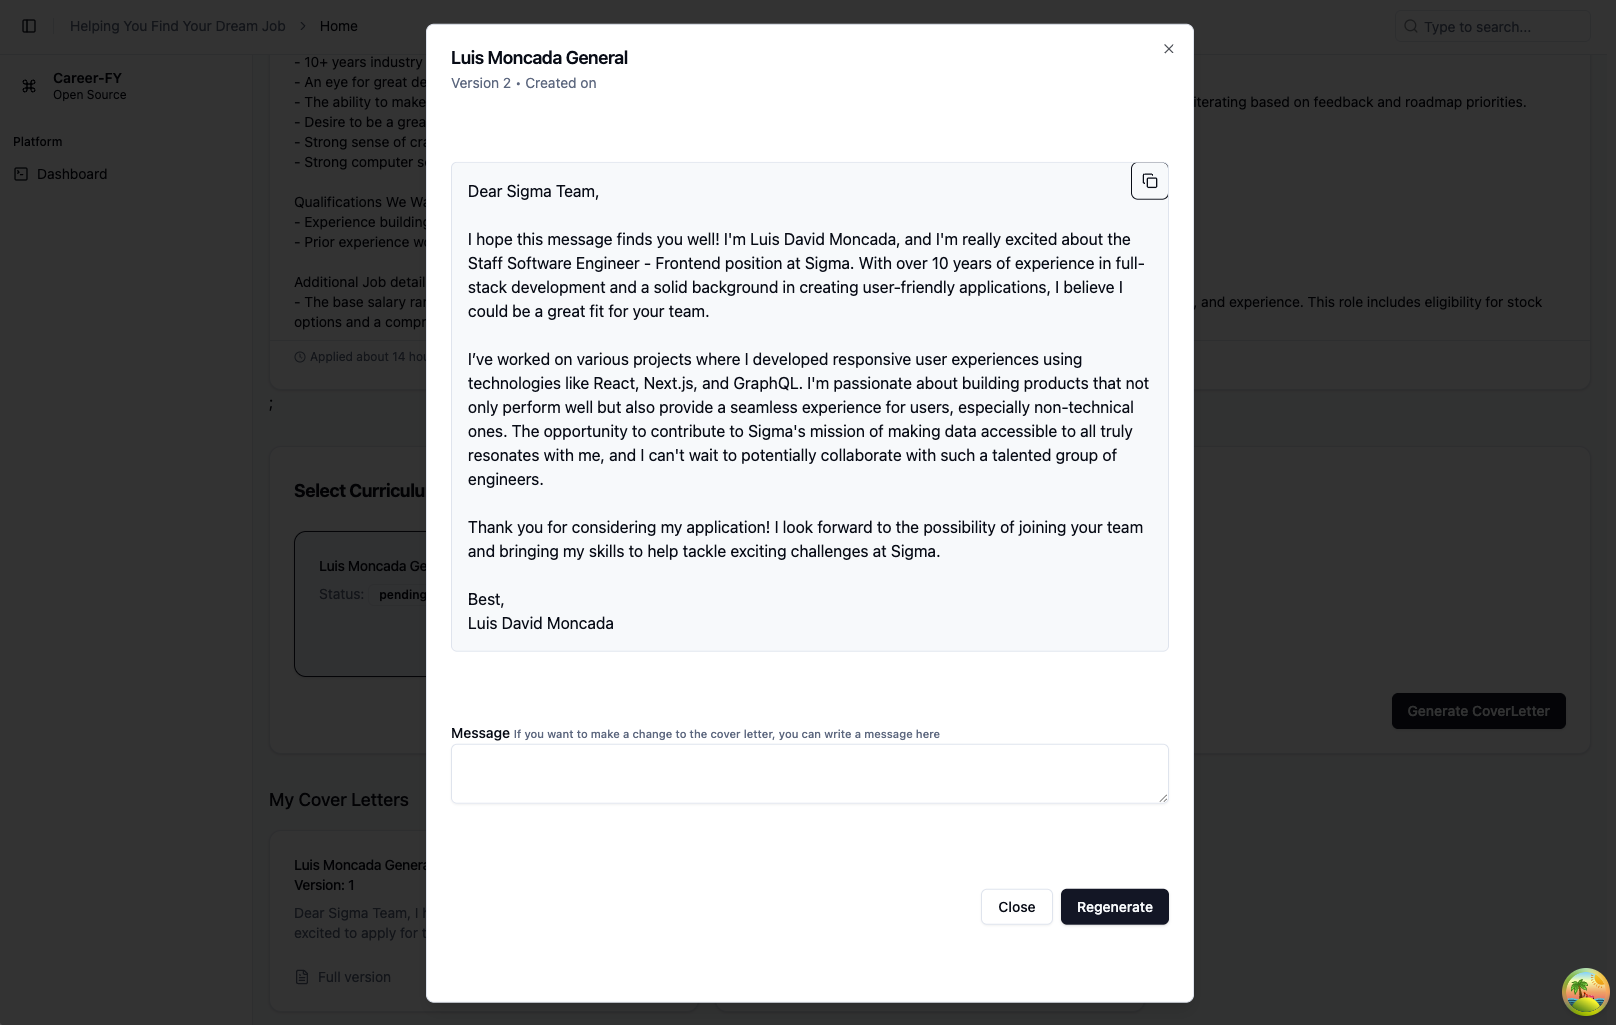 Helping You Find Your Dream Job > Home
Type to search...
Career-FY
Open Source
Platform
Dashboard
- 10+ years industry
- An eye for great de
- The ability to make
iterating based on feedback and roadmap priorities.
- Desire to be a grea
- Strong sense of cra
- Strong computer s
Qualifications We Wa
- Experience building
- Prior experience wo
Additional Job detail
- The base salary ran
, and experience. This role includes eligibility for stock
options and a compr
Applied about 14 hou
;
Select Curriculu
Luis Moncada Ge
Status: pending
Generate CoverLetter
My Cover Letters
Luis Moncada Genera
Version: 1
Dear Sigma Team, I h
excited to apply for t
Full version
Luis Moncada General
Version 2 • Created on
Dear Sigma Team,
I hope this message finds you well! I'm Luis David Moncada, and I'm really excited about the
Staff Software Engineer - Frontend position at Sigma. With over 10 years of experience in full-
stack development and a solid background in creating user-friendly applications, I believe I
could be a great fit for your team.
I’ve worked on various projects where I developed responsive user experiences using
technologies like React, Next.js, and GraphQL. I'm passionate about building products that not
only perform well but also provide a seamless experience for users, especially non-technical
ones. The opportunity to contribute to Sigma's mission of making data accessible to all truly
resonates with me, and I can't wait to potentially collaborate with such a talented group of
engineers.
Thank you for considering my application! I look forward to the possibility of joining your team
and bringing my skills to help tackle exciting challenges at Sigma.
Best,
Luis David Moncada
Message If you want to make a change to the cover letter, you can write a message here
Close
Regenerate